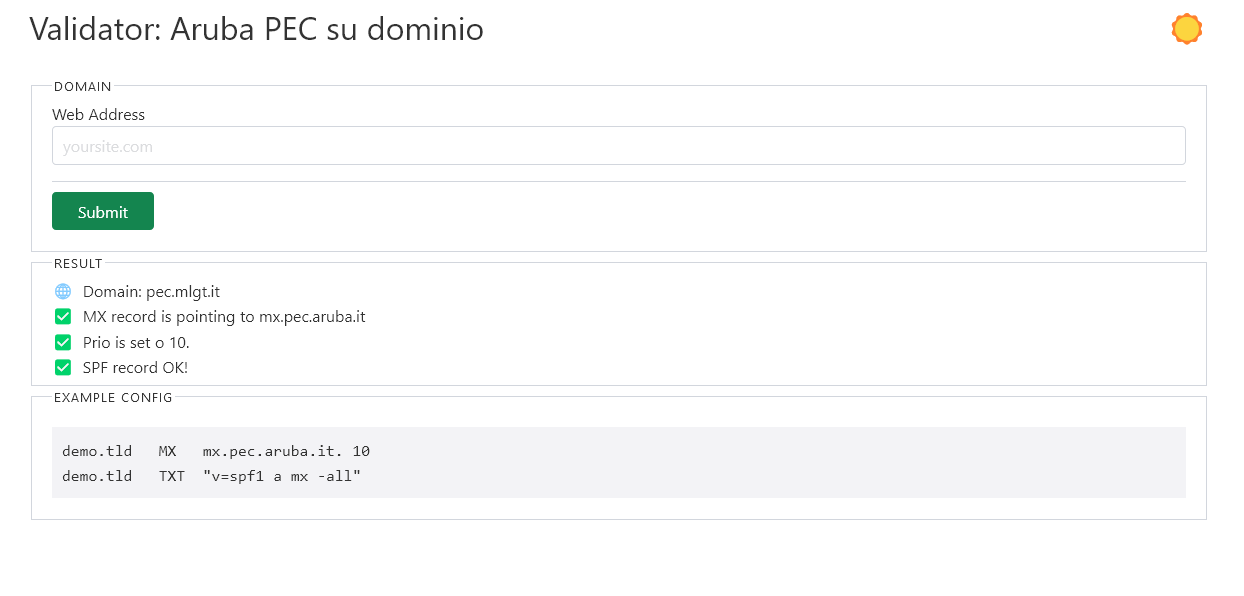 Validator: Aruba PEC su dominio
DOMAIN
Web Address
yoursite.com
Submit
RESULT
Domain: pec.mlgt.it
MX record is pointing to mx.pec.aruba.it
Prio is set o 10.
SPF record OK!
EXAMPLE CONFIG
demo.tld   MX   mx.pec.aruba.it. 10
demo.tld   TXT  "v=spf1 a mx -all"